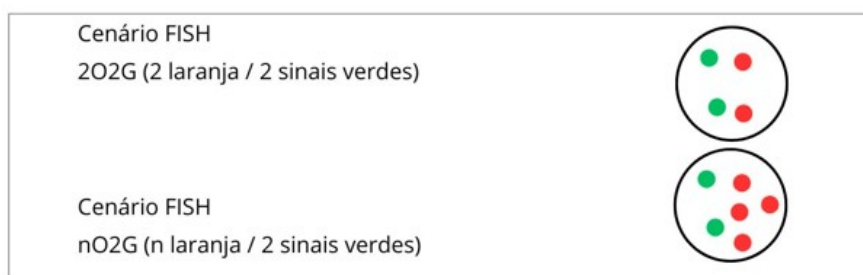 Cenário FISH
2O2G (2 laranja / 2 sinais verdes)
Cenário FISH
nO2G (n laranja / 2 sinais verdes)